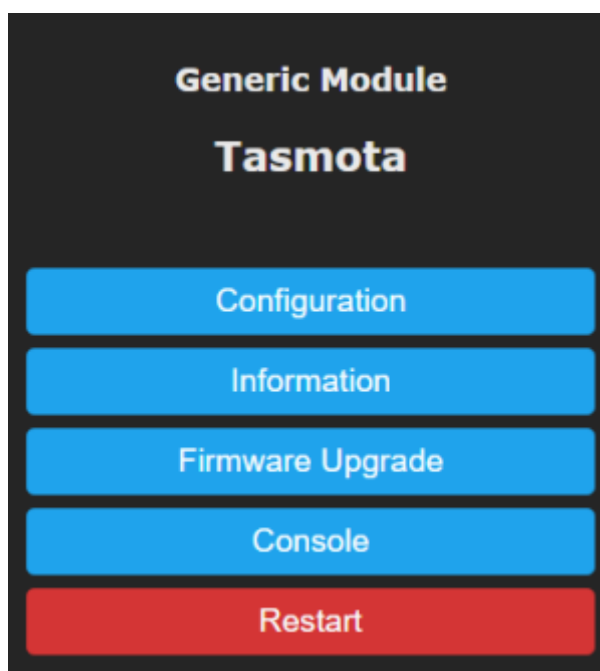 Generic Module
Tasmota
Configuration
Information
Firmware Upgrade
Console
Restart